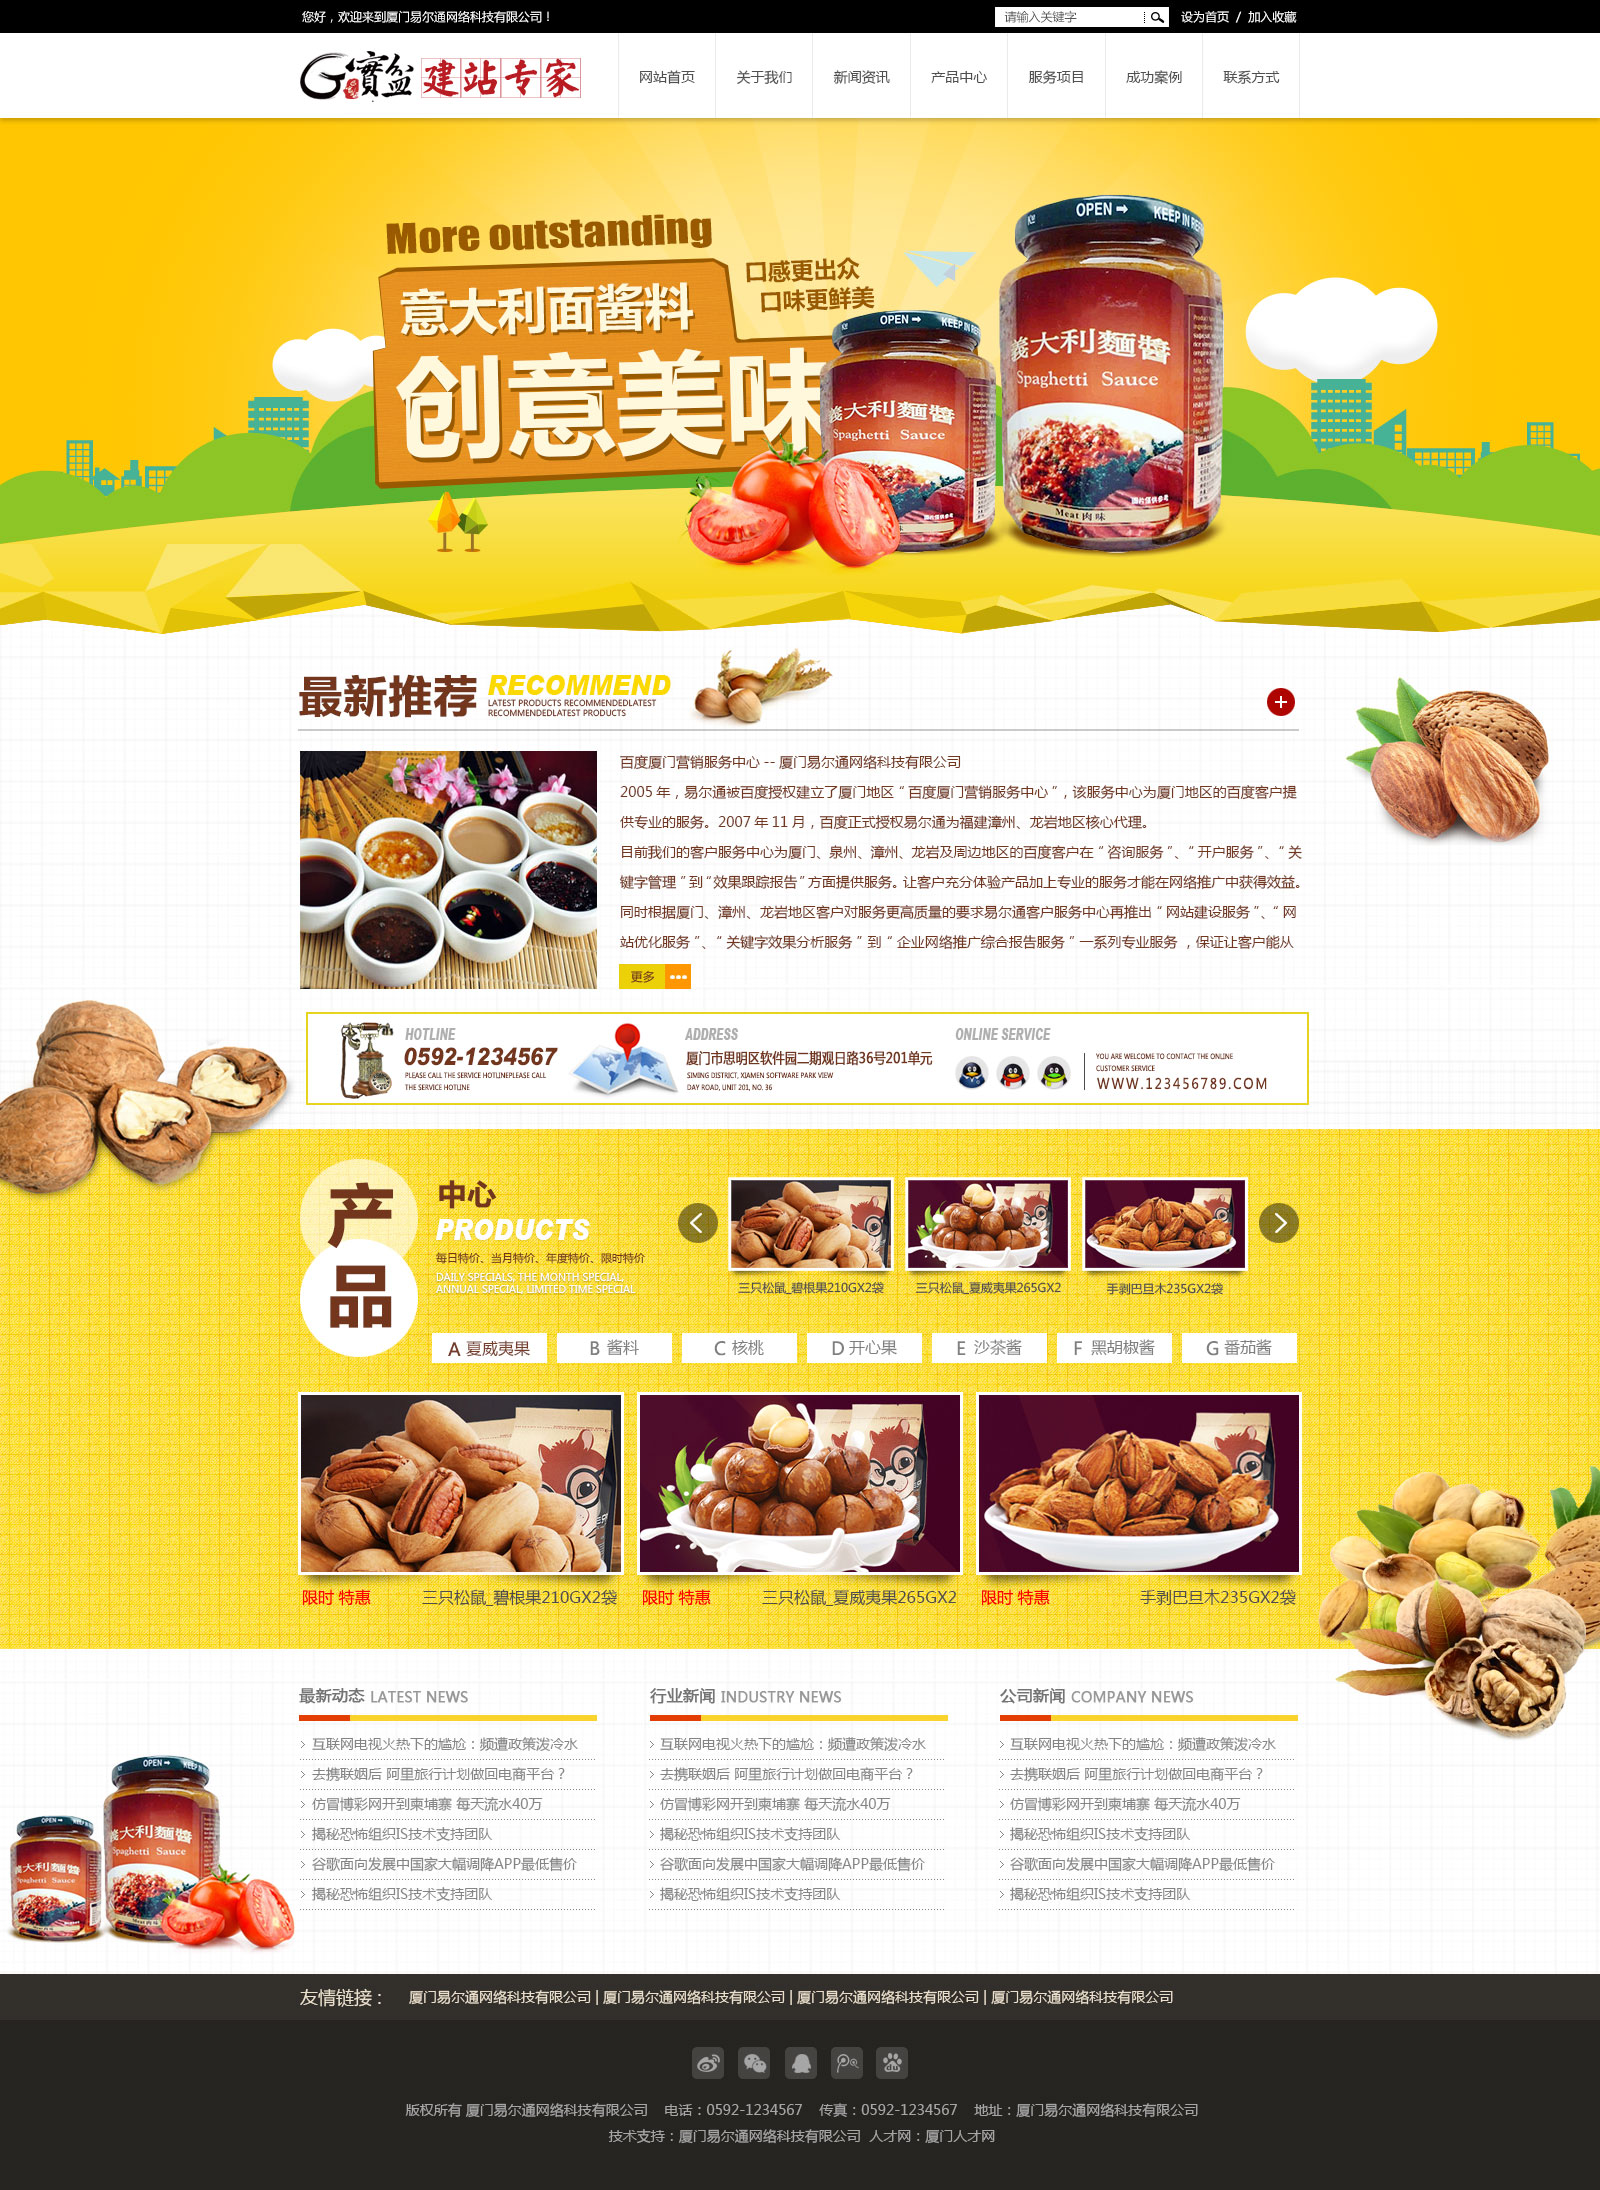 您好，欢迎来到厦门易尔通网络科技有限公司！
请输入关键字
设为首页 / 加入收藏
G實盆 建站专家
网站首页 关于我们 新闻资讯 产品中心 服务项目 成功案例 联系方式
More outstanding
意大利面酱料
口感更出众
口味更鲜美
创意美味
OPEN➡ KEEP IN REF
義大利麵醬
Spaghetti Sauce
Meat 肉味
OPEN➡ KEEP IN REF
義大利麵醬
Spaghetti Sauce
最新推荐
RECOMMEND
LATEST PRODUCTS RECOMMENDEDLATEST
RECOMMENDEDLATEST PRODUCTS
百度厦门营销服务中心 -- 厦门易尔通网络科技有限公司
2005 年，易尔通被百度授权建立了厦门地区 " 百度厦门营销服务中心 "，该服务中心为厦门地区的百度客户提
供专业的服务。2007 年 11 月，百度正式授权易尔通为福建漳州、龙岩地区核心代理。
目前我们的客户服务中心为厦门、泉州、漳州、龙岩及周边地区的百度客户在 " 咨询服务 "、" 开户服务 "、" 关
键字管理 " 到 "效果跟踪报告 " 方面提供服务。让客户充分体验产品加上专业的服务才能在网络推广中获得效益。
同时根据厦门、漳州、龙岩地区客户对服务更高质量的要求易尔通客户服务中心再推出 " 网站建设服务 "、" 网
站优化服务 "、" 关键字效果分析服务 " 到 " 企业网络推广综合报告服务 " 一系列专业服务 ，保证让客户能从
更多
HOTLINE
0592-1234567
PLEASE CALL THE SERVICE HOTLINEPLEASE CALL
THE SERVICE HOTLINE
ADDRESS
厦门市思明区软件园二期观日路36号201单元
SIMING DISTRICT, XIAMEN SOFTWARE PARK VIEW
DAY ROAD, UNIT 201, NO. 36
ONLINE SERVICE
YOU ARE WELCOME TO CONTACT THE ONLINE
CUSTOMER SERVICE
WWW.123456789.COM
产品
中心
PRODUCTS
每日特价、当月特价、年度特价、限时特价
DAILY SPECIALS, THE MONTH SPECIAL,
ANNUAL SPECIAL, LIMITED TIME SPECIAL
三只松鼠_碧根果210GX2袋
三只松鼠_夏威夷果265GX2
手剥巴旦木235GX2袋
A 夏威夷果 B 酱料 C 核桃 D 开心果 E 沙茶酱 F 黑胡椒酱 G 番茄酱
限时 特惠 三只松鼠_碧根果210GX2袋
限时 特惠 三只松鼠_夏威夷果265GX2
限时 特惠 手剥巴旦木235GX2袋
最新动态 LATEST NEWS
互联网电视火热下的尴尬：频遭政策泼冷水
去携联姻后 阿里旅行计划做回电商平台？
仿冒博彩网开到柬埔寨 每天流水40万
揭秘恐怖组织IS技术支持团队
谷歌面向发展中国家大幅调降APP最低售价
揭秘恐怖组织IS技术支持团队
行业新闻 INDUSTRY NEWS
互联网电视火热下的尴尬：频遭政策泼冷水
去携联姻后 阿里旅行计划做回电商平台？
仿冒博彩网开到柬埔寨 每天流水40万
揭秘恐怖组织IS技术支持团队
谷歌面向发展中国家大幅调降APP最低售价
揭秘恐怖组织IS技术支持团队
公司新闻 COMPANY NEWS
互联网电视火热下的尴尬：频遭政策泼冷水
去携联姻后 阿里旅行计划做回电商平台？
仿冒博彩网开到柬埔寨 每天流水40万
揭秘恐怖组织IS技术支持团队
谷歌面向发展中国家大幅调降APP最低售价
揭秘恐怖组织IS技术支持团队
OPEN➡
義大利麵醬
Spaghetti Sauce
OPEN➡
義大利麵醬
Spaghetti Sauce
Meat 肉味
友情链接： 厦门易尔通网络科技有限公司 | 厦门易尔通网络科技有限公司 | 厦门易尔通网络科技有限公司 | 厦门易尔通网络科技有限公司
du
版权所有 厦门易尔通网络科技有限公司 电话：0592-1234567 传真：0592-1234567 地址：厦门易尔通网络科技有限公司
技术支持：厦门易尔通网络科技有限公司 人才网：厦门人才网